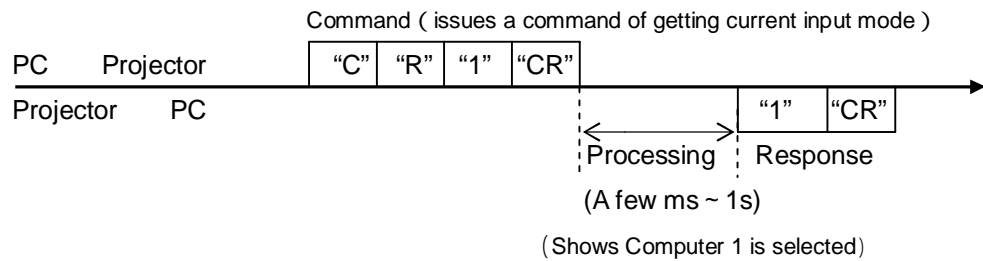 Command ( issues a command of getting current input mode )
PC Projector “C” “R” “1” “CR”
Projector PC “1” “CR”
Processing Response
(A few ms ~ 1s)
(Shows Computer 1 is selected)